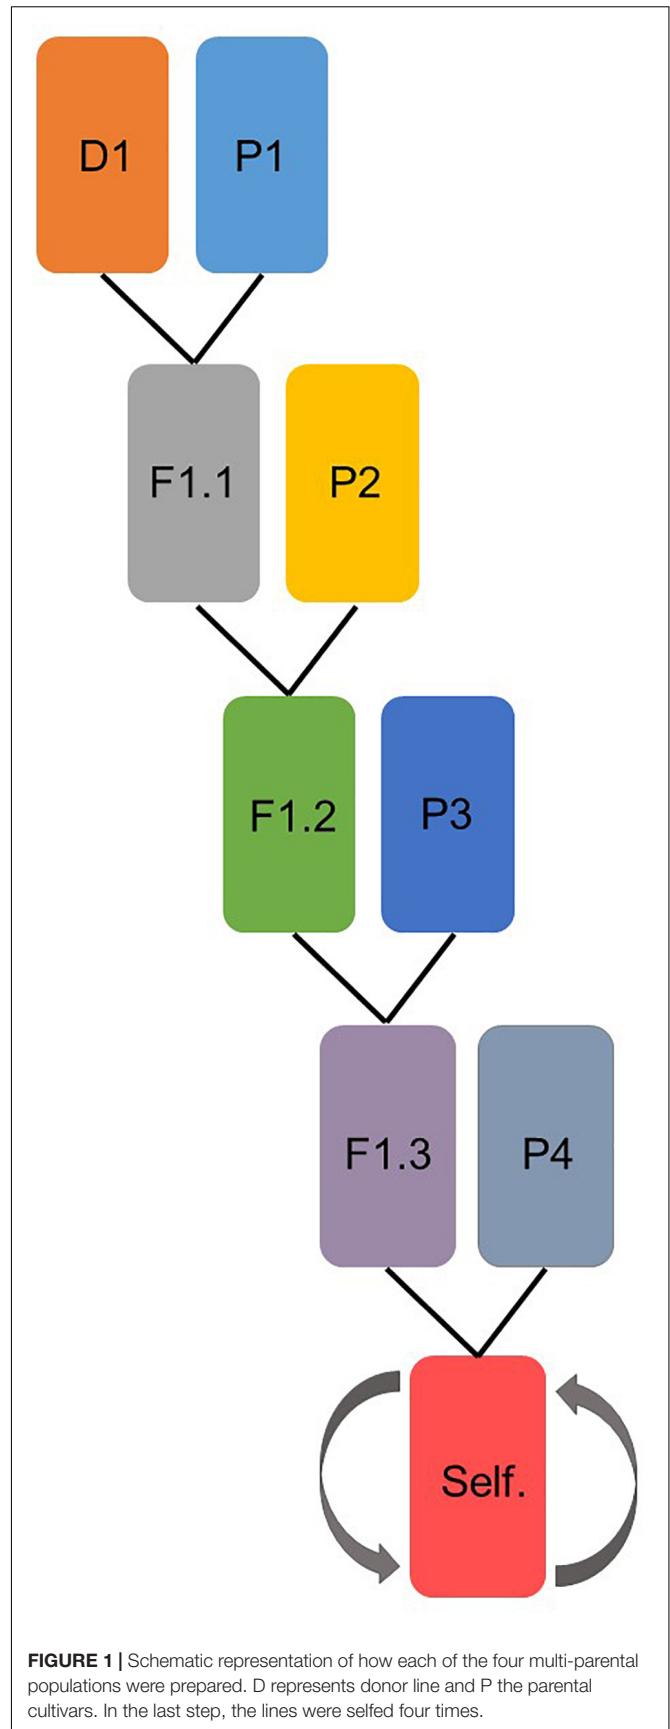 D1 P1
F1.1 P2
F1.2 P3
F1.3 P4
Self.
FIGURE 1 | Schematic representation of how each of the four multi-parental
populations were prepared. D represents donor line and P the parental
cultivars. In the last step, the lines were selfed four times.